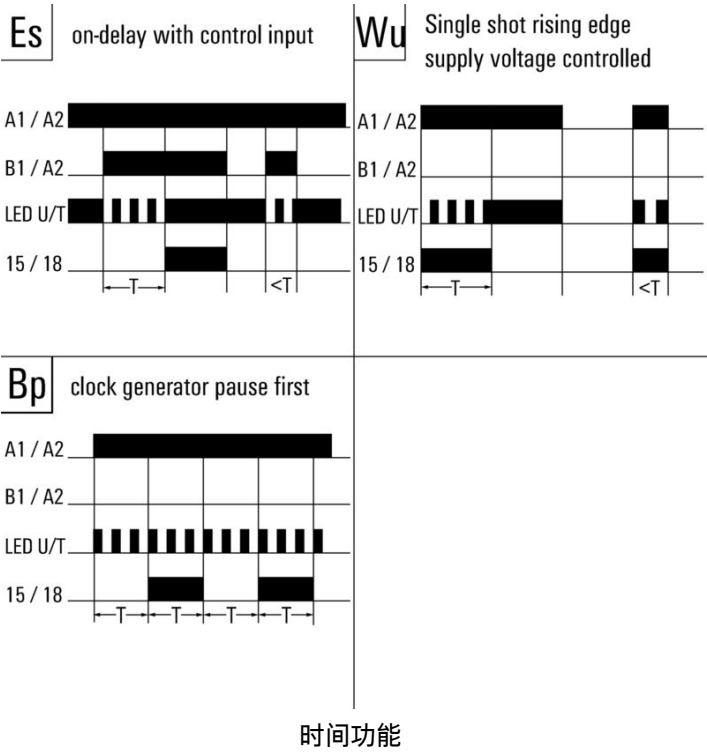 Es on-delay with control input
A1 / A2
B1 / A2
LED U/T
15 / 18
T
<T
Wu Single shot rising edge
supply voltage controlled
A1 / A2
B1 / A2
LED U/T
15 / 18
T
<T
Bp clock generator pause first
A1 / A2
B1 / A2
LED U/T
15 / 18
T T T T
时间功能